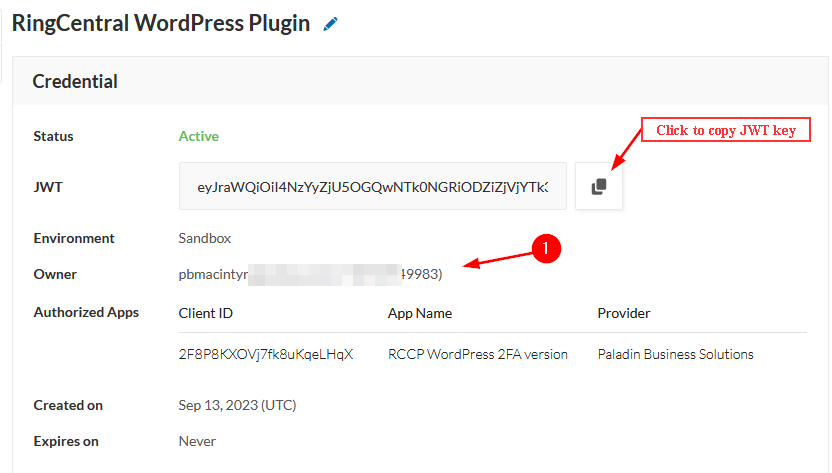 RingCentral WordPress Plugin
Credential
Status Active
Click to copy JWT key
JWT eyJraWQiOiI4NzYyZjU5OGQwNTk0NGRiODZiZjVjYTk3
Environment Sandbox
1
Owner pbmacintyr 49983)
Authorized Apps Client ID App Name Provider
2F8P8KXOVj7fk8uKqeLHqX RCCP WordPress 2FA version Paladin Business Solutions
Created on Sep 13, 2023 (UTC)
Expires on Never